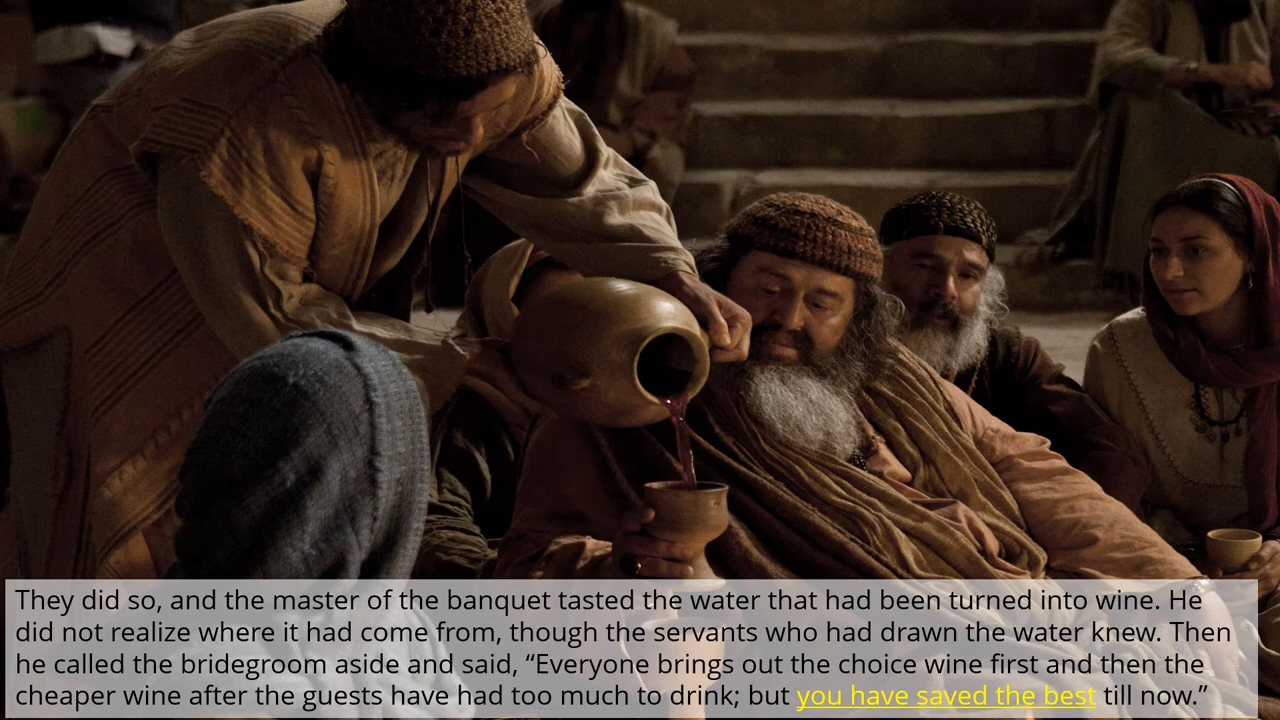 They did so, and the master of the banquet tasted the water that had been turned into wine. He
did not realize where it had come from, though the servants who had drawn the water knew. Then
he called the bridegroom aside and said, “Everyone brings out the choice wine first and then the
cheaper wine after the guests have had too much to drink; but you have saved the best till now.”